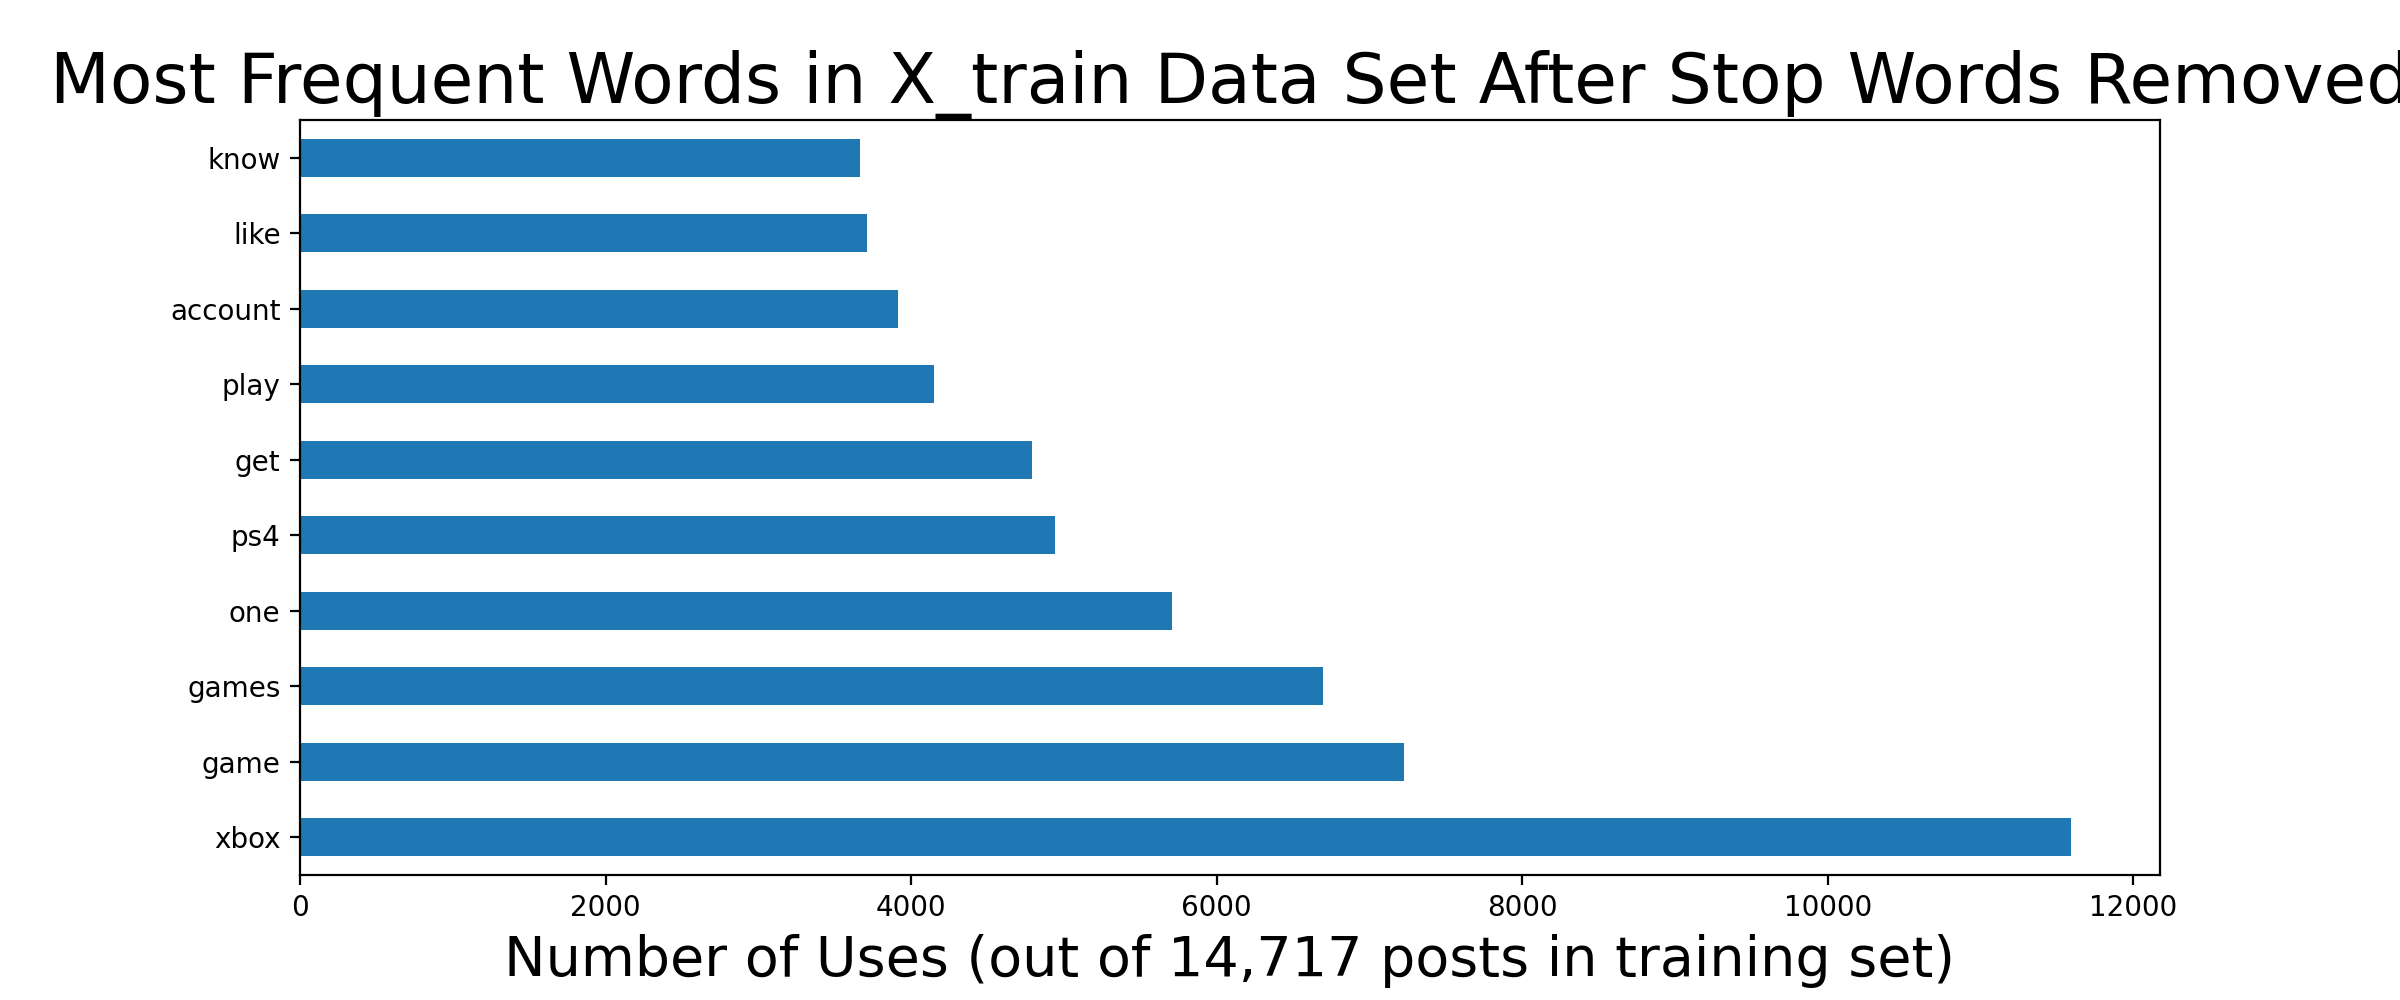 Most Frequent Words in X_train Data Set After Stop Words Removed
know
like
account
play
get
ps4
one
games
game
xbox
0 2000 4000 6000 8000 10000 12000
Number of Uses (out of 14,717 posts in training set)